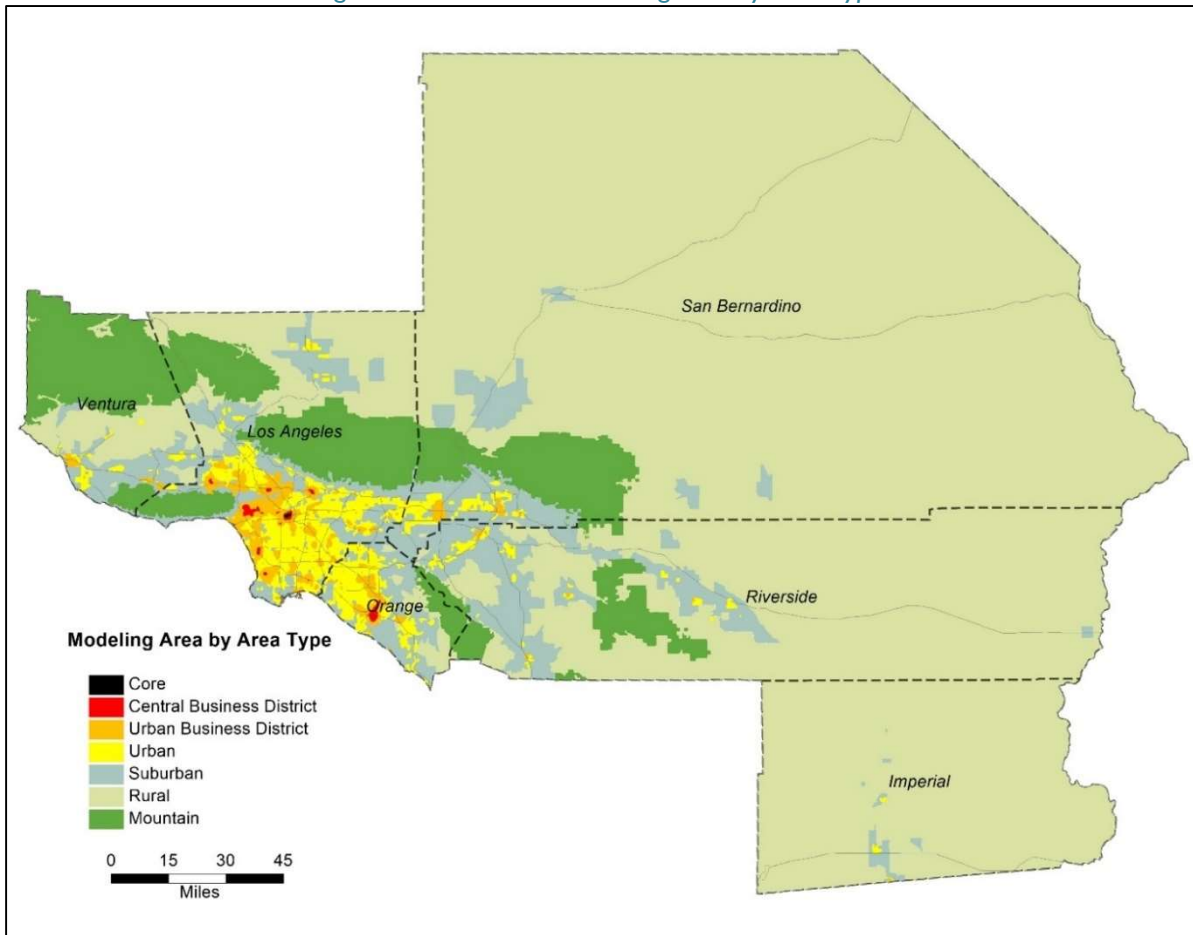 San Bernardino
Ventura
Los Angeles
Riverside
Orange
Modeling Area by Area Type
Core
Central Business District
Urban Business District
Urban
Suburban
Rural
Mountain
Imperial
0 15 30 45
Miles